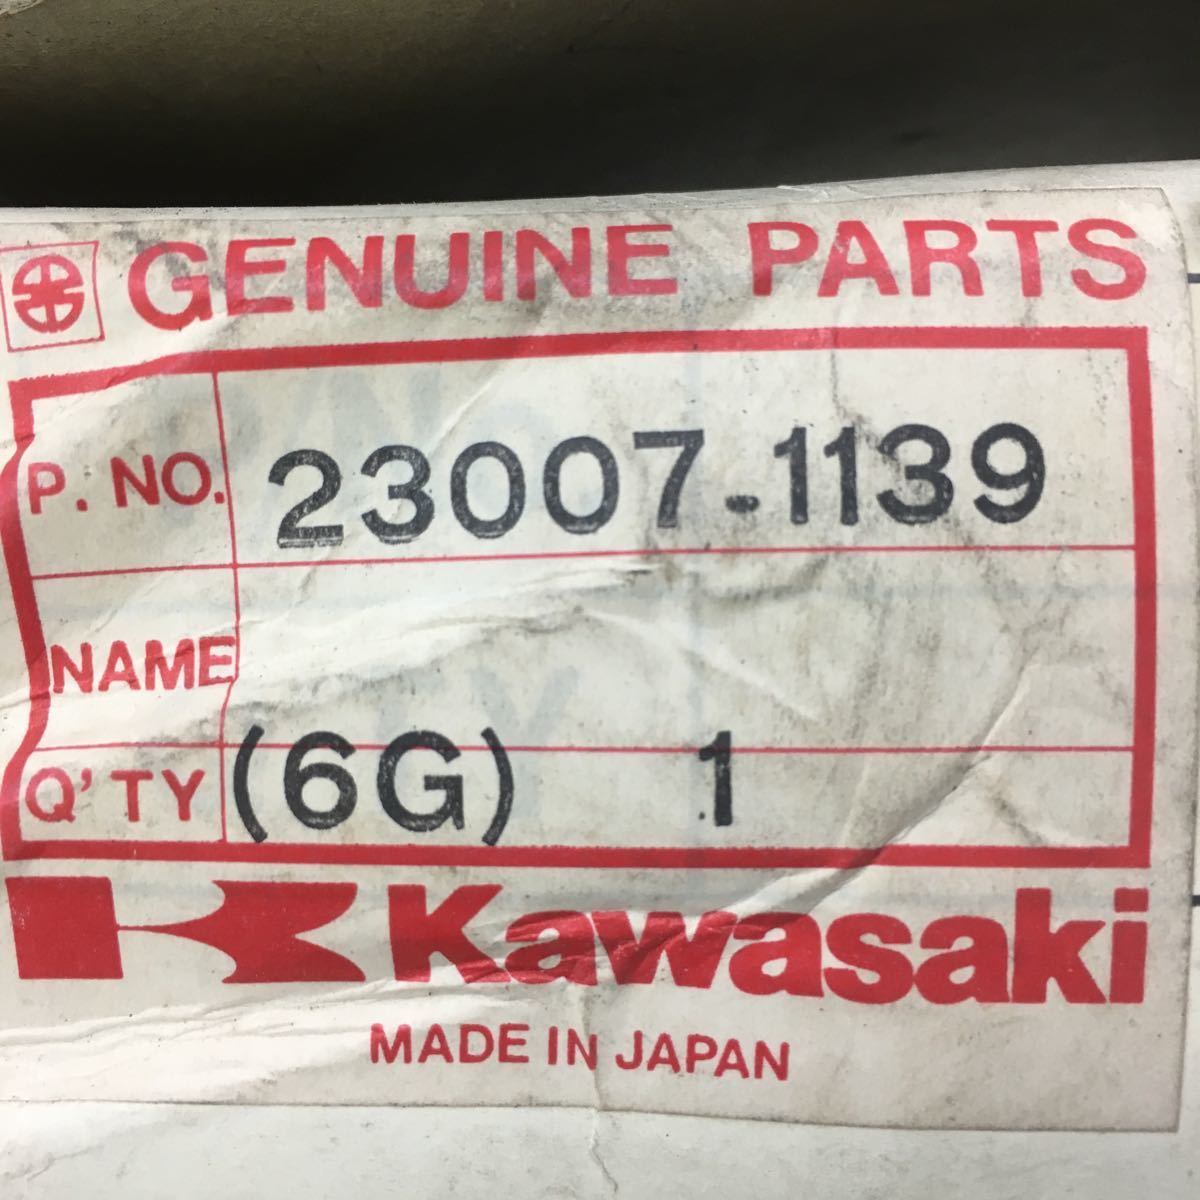 GENUINE PARTS
P. NO. 23007-1139
NAME
Q'TY (6G) 1
Kawasaki
MADE IN JAPAN